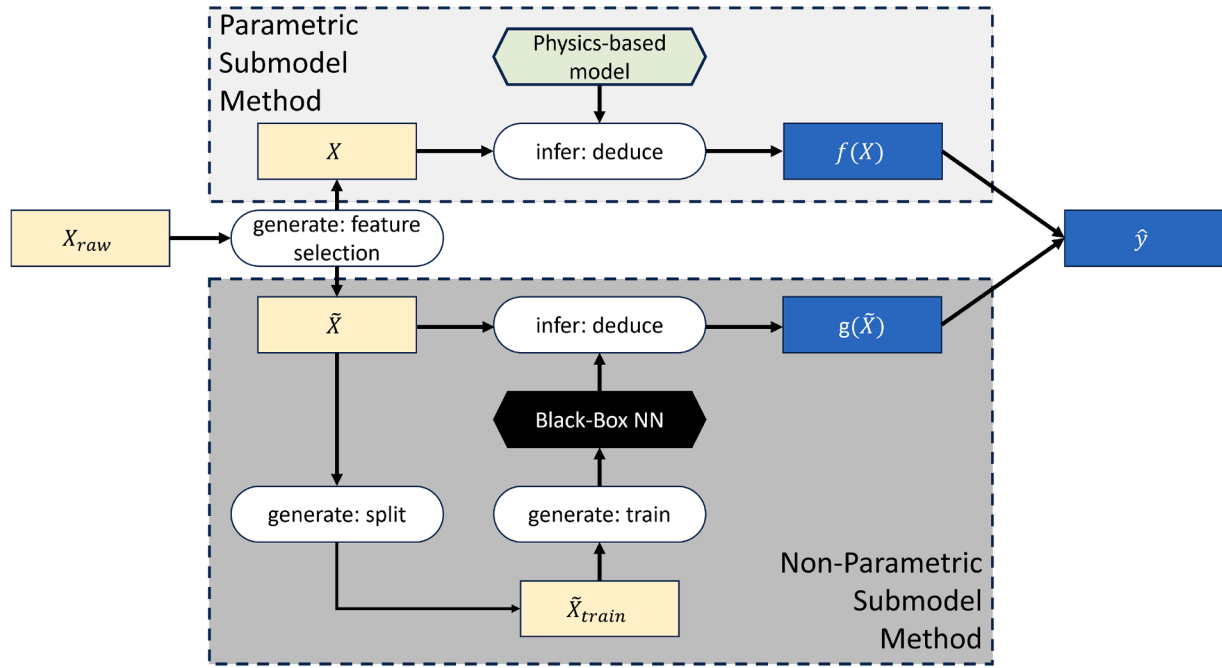 Parametric
Submodel
Method
Physics-based
model
X
infer: deduce
f(X)
X_raw
generate: feature
selection
ŷ
X̃
infer: deduce
g(X̃)
Black-Box NN
generate: split
generate: train
X̃_train
Non-Parametric
Submodel
Method